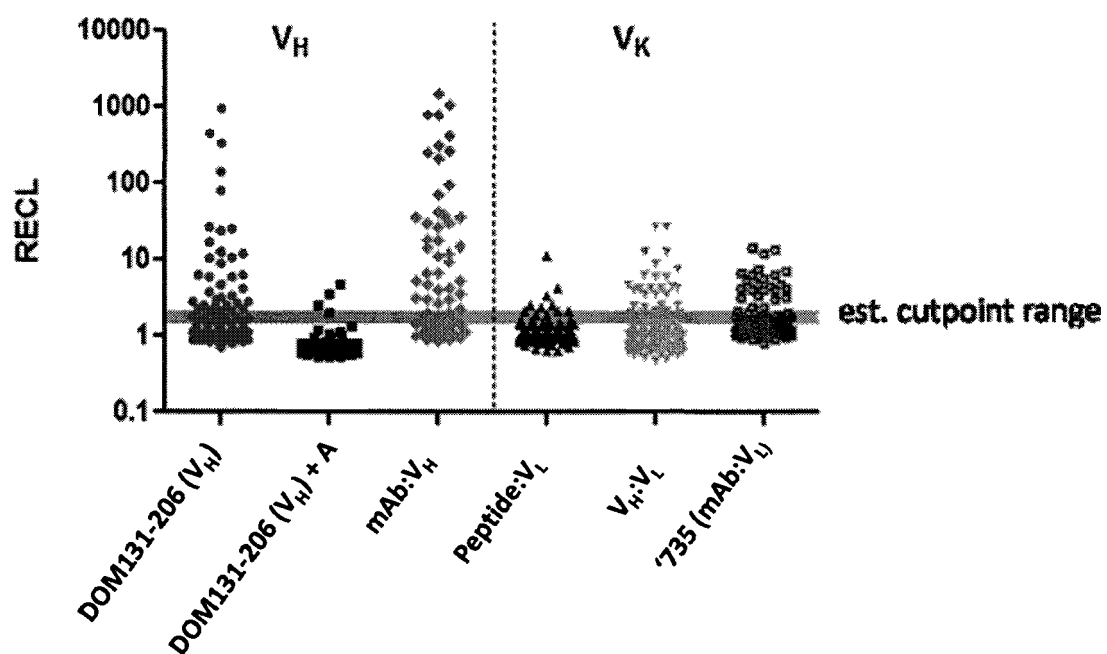 V_H
V_K
10000
1000
100
10
1
0.1
RECL
est. cutpoint range
DOM131-206 (V_H)
DOM131-206 (V_H) + A
mAb:V_H
Peptide:V_L
V_H:V_L
'735 (mAb:V_L)